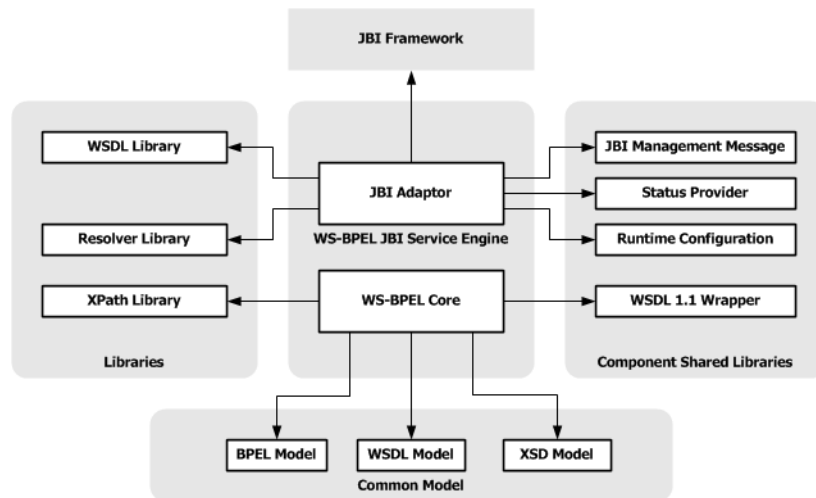 JBI Framework
WSDL Library
JBI Management Message
JBI Adaptor
Status Provider
Resolver Library
WS-BPEL JBI Service Engine
Runtime Configuration
XPath Library
WS-BPEL Core
WSDL 1.1 Wrapper
Libraries
Component Shared Libraries
BPEL Model
WSDL Model
XSD Model
Common Model